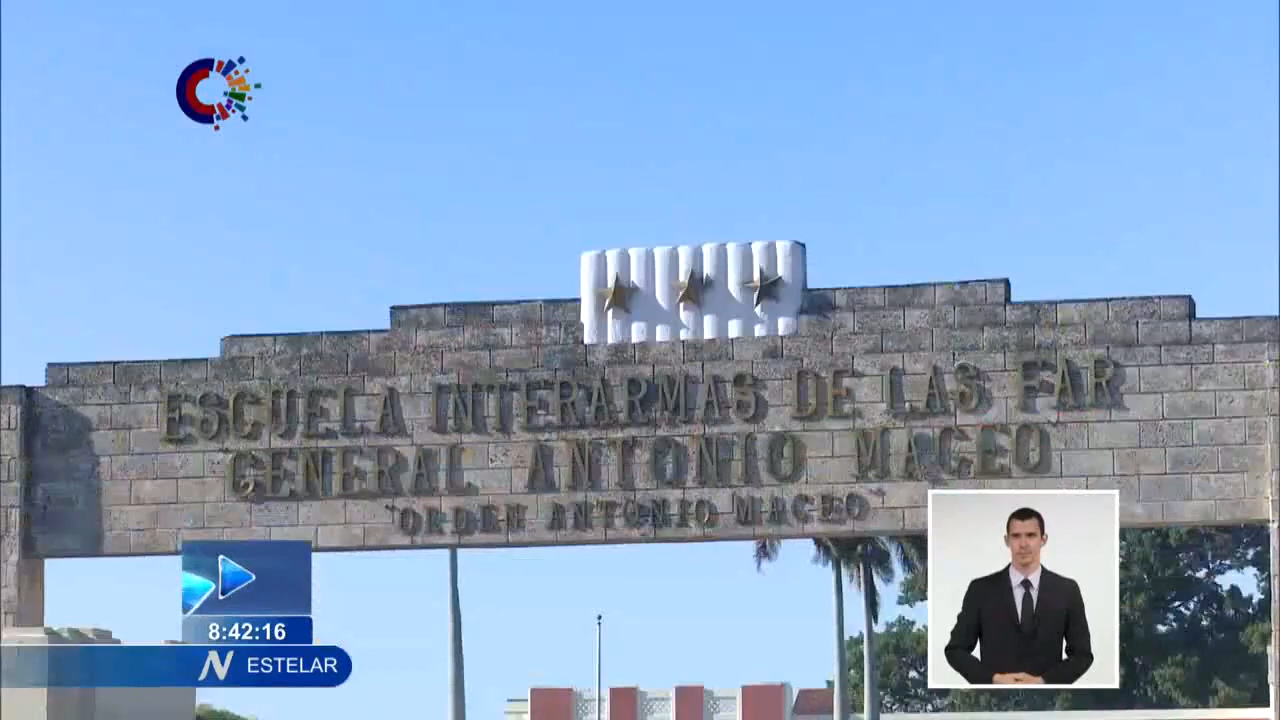 ESCUELA INTERARMAS DE LAS FAR
GENERAL ANTONIO MACEO
"ORDEN ANTONIO MACEO"
8:42:16
N ESTELAR